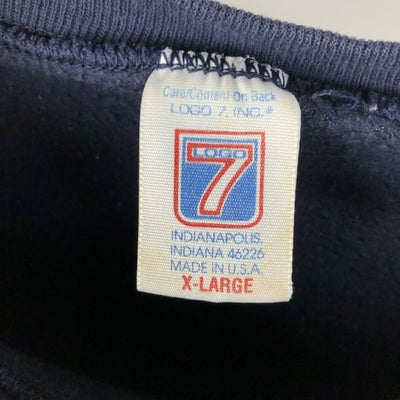 Care/Content On Back
LOGO 7, INC.®
LOGO
7
INDIANAPOLIS,
INDIANA 46226
MADE IN U.S.A.
X-LARGE